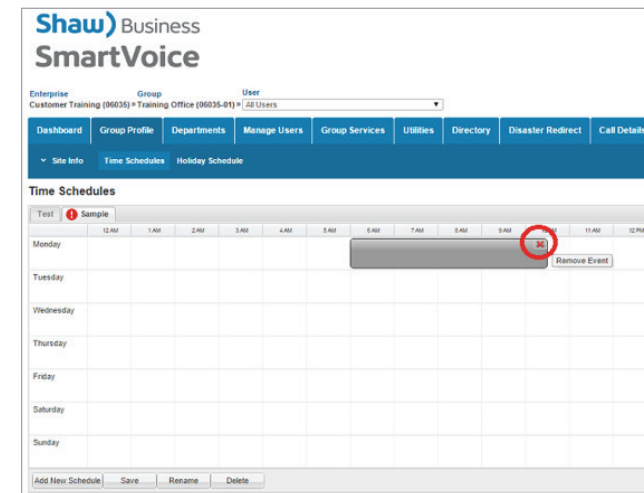 Shaw) Business
SmartVoice
Enterprise Group User
Customer Training (06035) » Training Office (06035-01) » All Users
Dashboard Group Profile Departments Manage Users Group Services Utilities Directory Disaster Redirect Call Details
Site Info Time Schedules Holiday Schedule
Time Schedules
Test Sample
12 AM 1 AM 2 AM 3 AM 4 AM 5 AM 6 AM 7 AM 8 AM 9 AM 11 AM 12 PM
Monday
Remove Event
Tuesday
Wednesday
Thursday
Friday
Saturday
Sunday
Add New Schedule Save Rename Delete